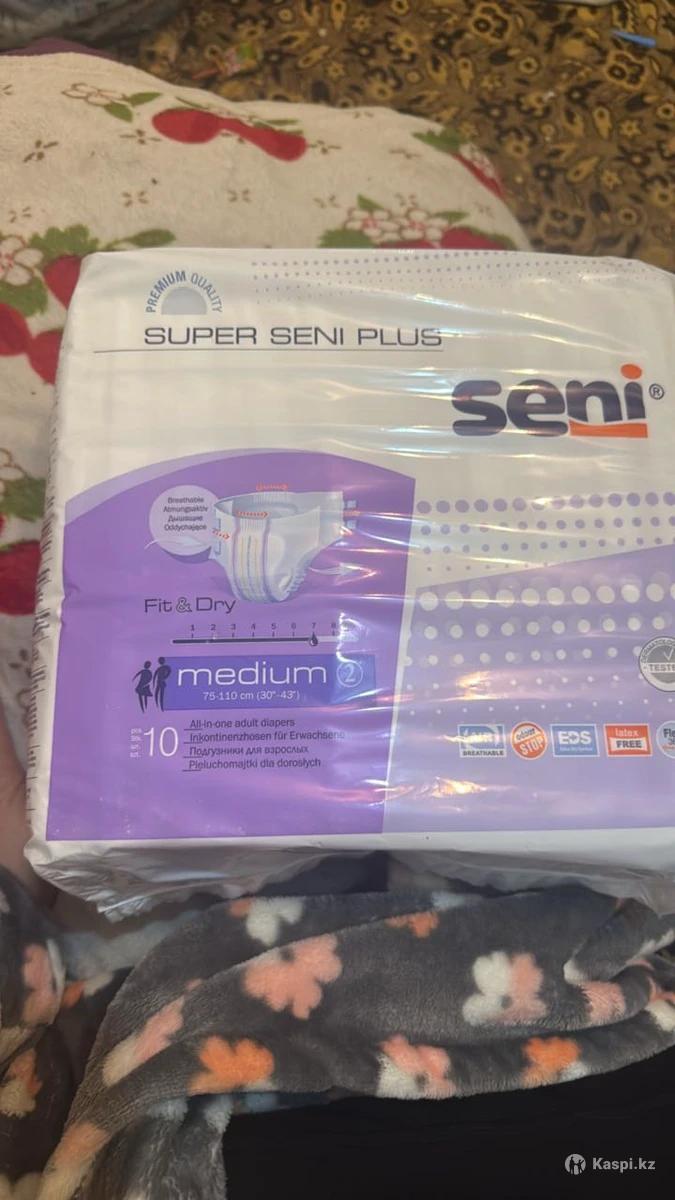 PREMIUM QUALITY
SUPER SENI PLUS
seni®
Breathable
Atmungsaktiv
Дышащие
Oddychające
Fit & Dry
1 2 3 4 5 6 7 8
medium 2
75-110 cm (30"-43")
10
All-in-one adult diapers
Inkontinenzhosen für Erwachsene
Подгузники для взрослых
Pieluchomajtki dla dorosłych
AIR
BREATHABLE
odour
STOP
EDS
latex
FREE
TESTE
Kaspi.kz